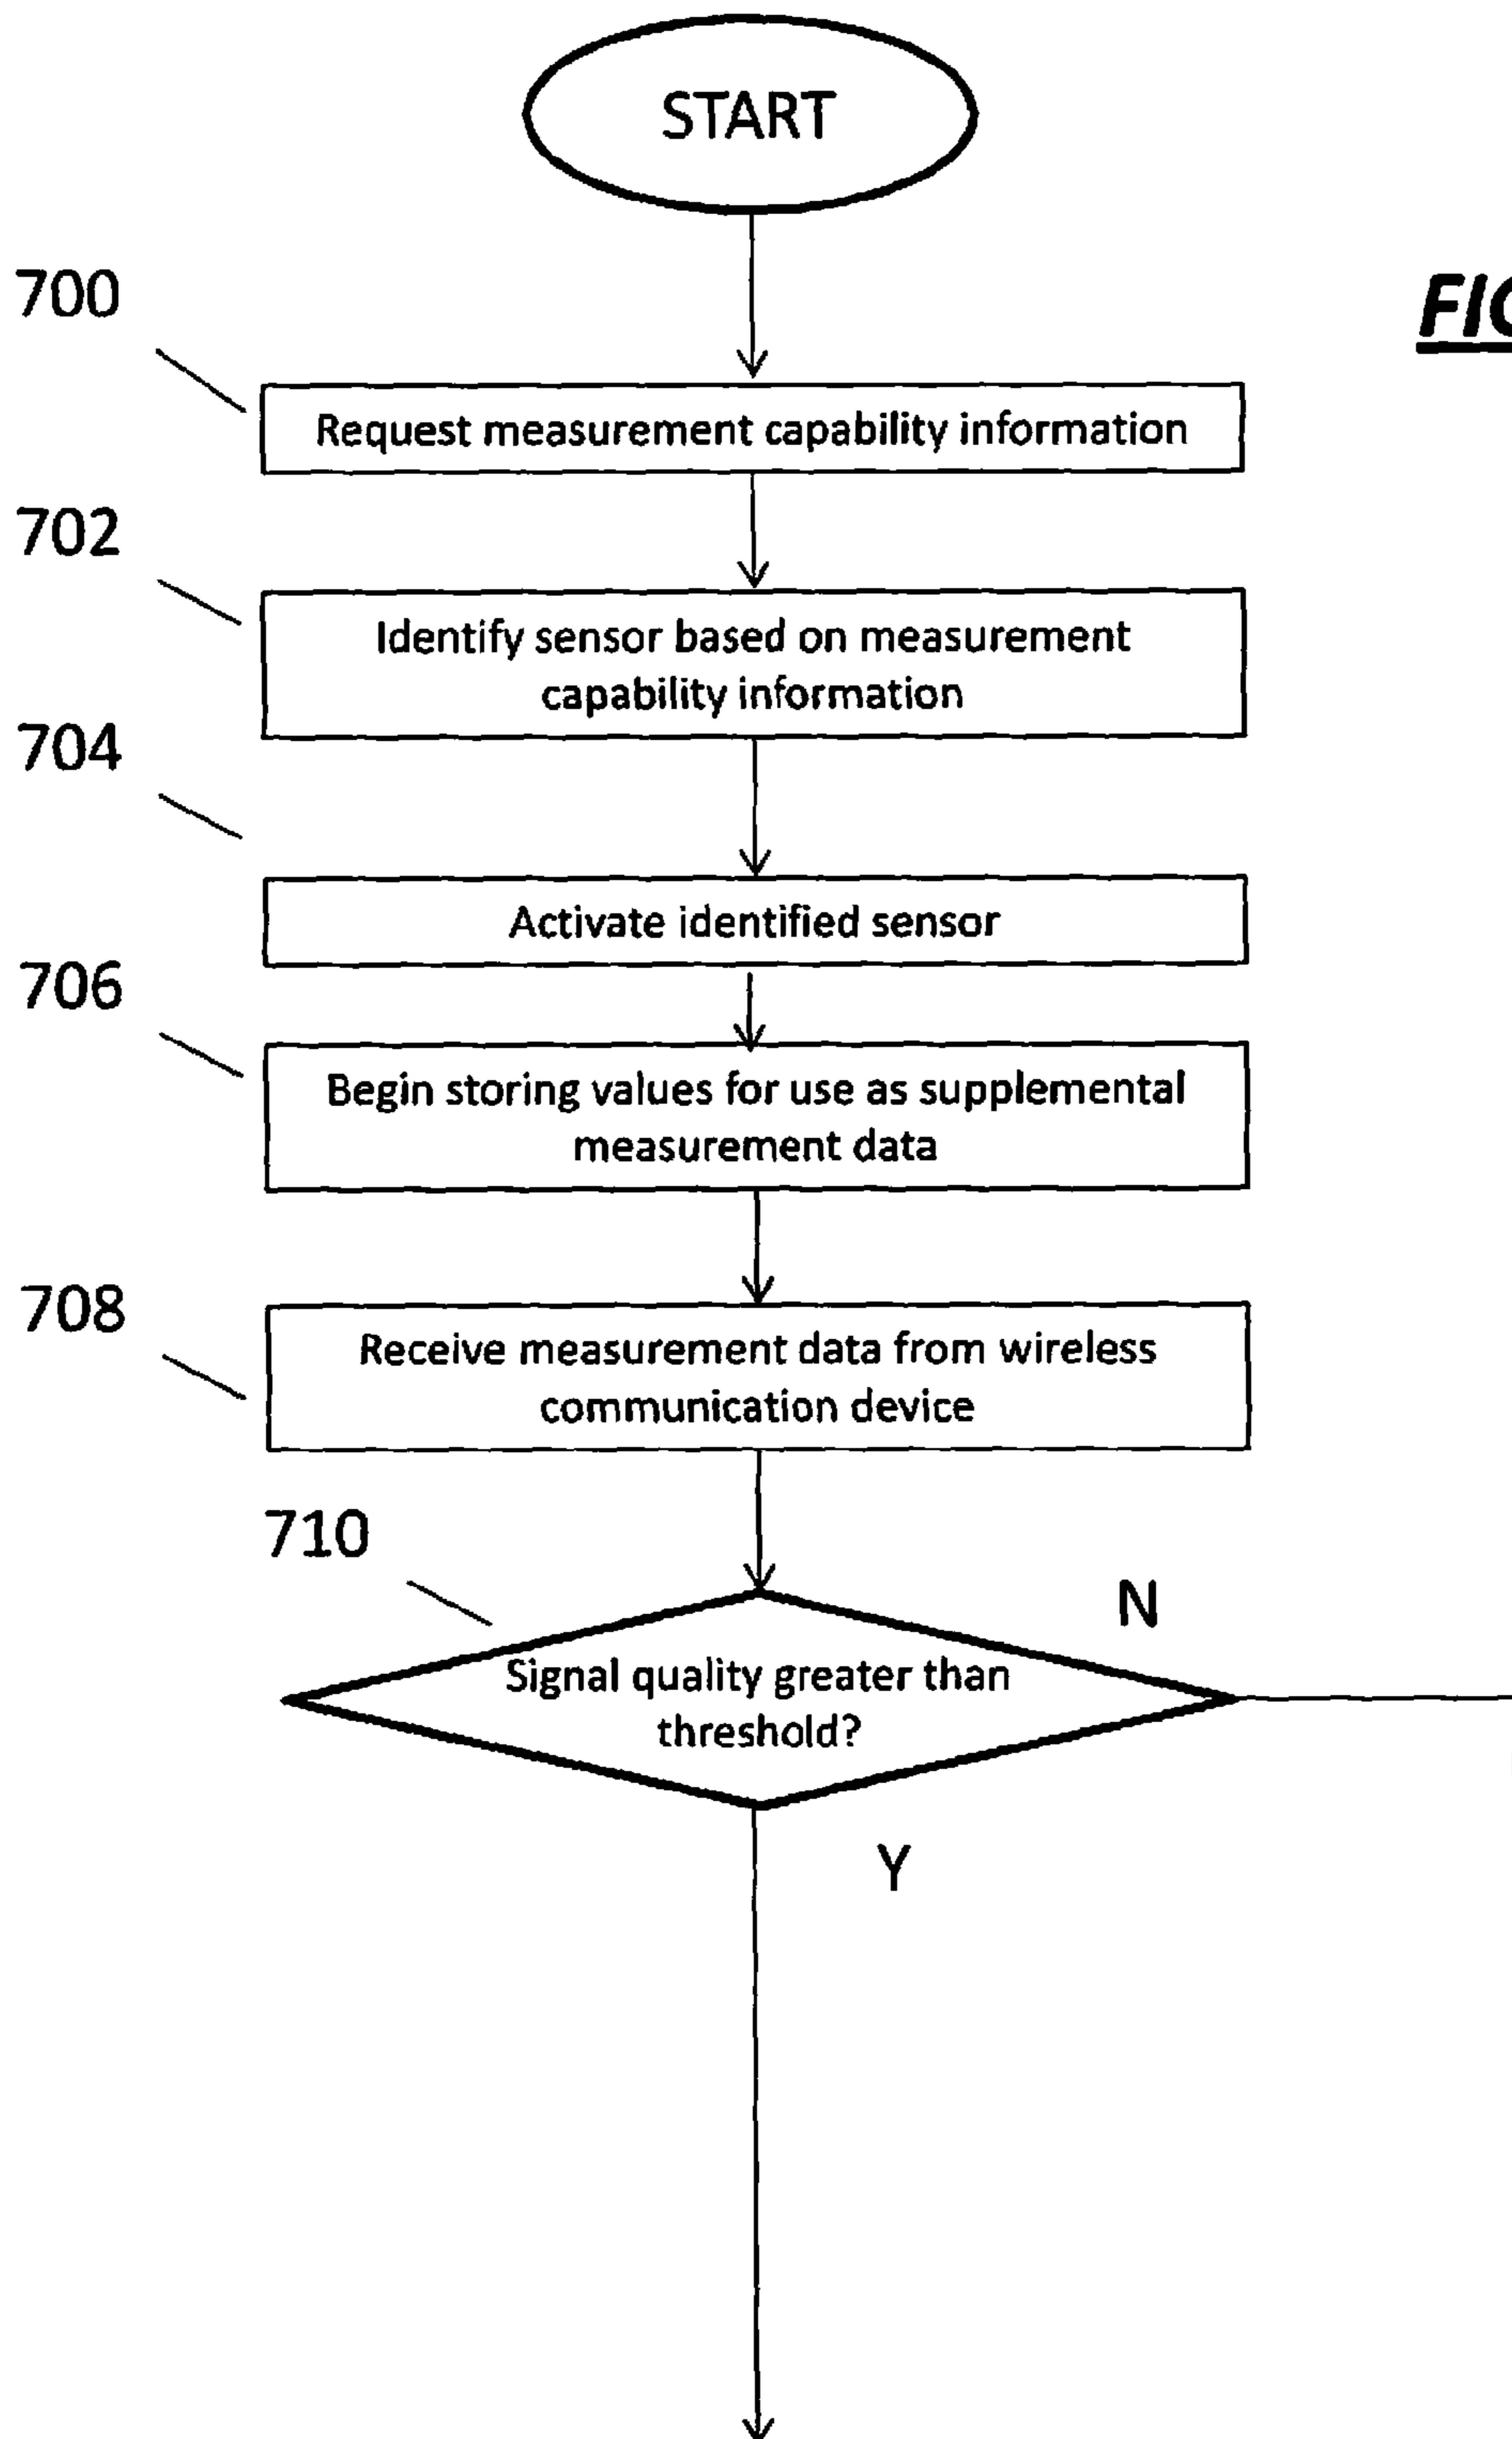 START
700
FIG
Request measurement capability information
702
Identify sensor based on measurement
capability information
704
Activate identified sensor
706
Begin storing values for use as supplemental
measurement data
708
Receive measurement data from wireless
communication device
710
N
Signal quality greater than
threshold?
Y